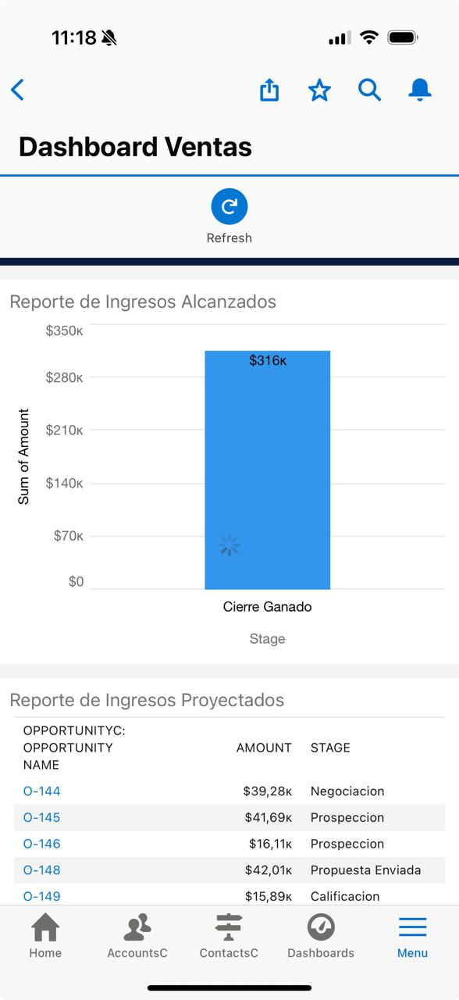 11:18
Dashboard Ventas
Refresh
Reporte de Ingresos Alcanzados
$350K
$316K
$280K
$210K
$140K
$70K
$0
Sum of Amount
Cierre Ganado
Stage
Reporte de Ingresos Proyectados
OPPORTUNITYC:
OPPORTUNITY
NAME AMOUNT STAGE
O-144 $39,28K Negociacion
O-145 $41,69K Prospeccion
O-146 $16,11K Prospeccion
O-148 $42,01K Propuesta Enviada
O-149 $15,89K Calificacion
Home AccountsC ContactsC Dashboards Menu